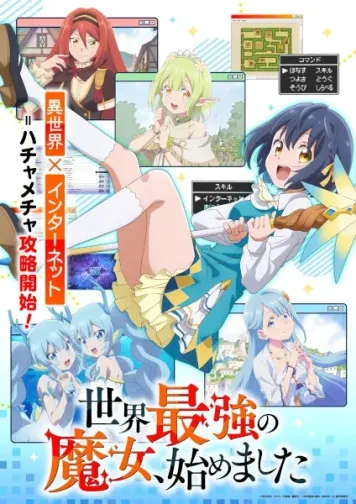 コマンド
▶はなす スキル
つよさ どうぐ
そうび しらべる
異世界×インターネット
=ハチャメチャ攻略開始!
スキル
▶インターネット
世界最強の
魔女、始めました